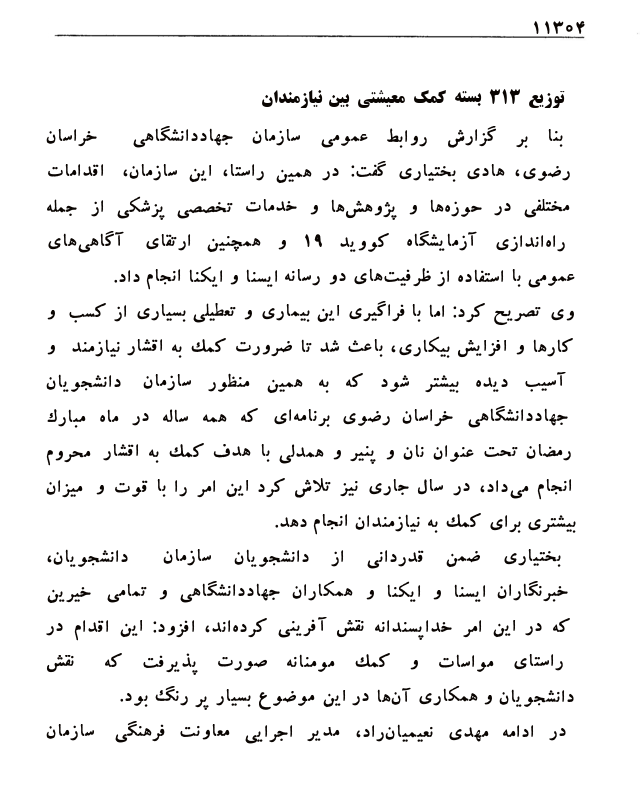 ۱۱۳۰۴
توزیع ۳۱۳ بسته کمک معیشتی بین نیازمندان
بنا بر گزارش روابط عمومی سازمان جهاددانشگاهی خراسان
رضوی، هادی بختیاری گفت: در همین راستا، این سازمان، اقدامات
مختلفی در حوزه‌ها و پژوهش‌ها و خدمات تخصصی پزشکی از جمله
راه‌اندازی آزمایشگاه کووید ۱۹ و همچنین ارتقای آگاهی‌های
عمومی با استفاده از ظرفیت‌های دو رسانه ایسنا و ایکنا انجام داد.
وی تصریح کرد: اما با فراگیری این بیماری و تعطیلی بسیاری از کسب و
کارها و افزایش بیکاری، باعث شد تا ضرورت کمک به اقشار نیازمند و
آسیب دیده بیشتر شود که به همین منظور سازمان دانشجویان
جهاددانشگاهی خراسان رضوی برنامه‌ای که همه ساله در ماه مبارک
رمضان تحت عنوان نان و پنیر و همدلی با هدف کمک به اقشار محروم
انجام می‌داد، در سال جاری نیز تلاش کرد این امر را با قوت و میزان
بیشتری برای کمک به نیازمندان انجام دهد.
بختیاری ضمن قدردانی از دانشجویان سازمان دانشجویان،
خبرنگاران ایسنا و ایکنا و همکاران جهاددانشگاهی و تمامی خیرین
که در این امر خداپسندانه نقش آفرینی کرده‌اند، افزود: این اقدام در
راستای مواسات و کمک مومنانه صورت پذیرفت که نقش
دانشجویان و همکاری آن‌ها در این موضوع بسیار پر رنگ بود.
در ادامه مهدی نعیمیان‌راد، مدیر اجرایی معاونت فرهنگی سازمان